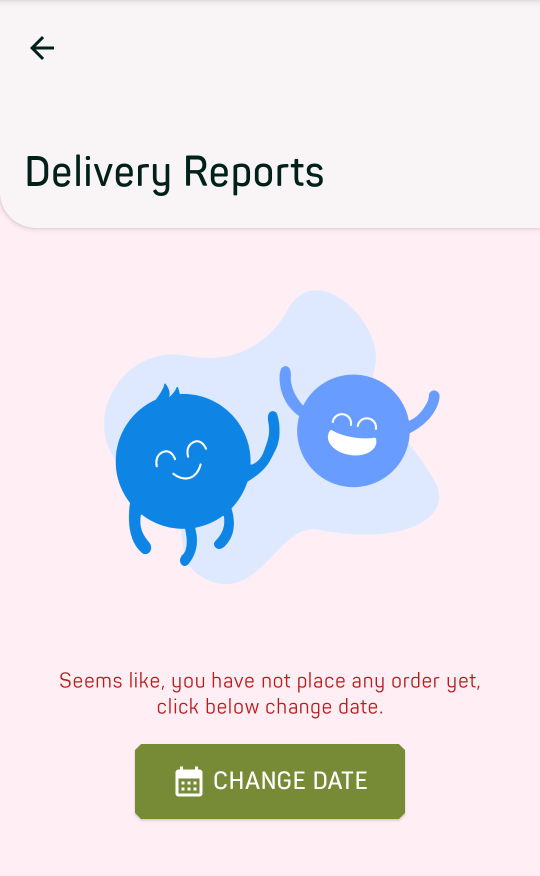 Delivery Reports
Seems like, you have not place any order yet,
click below change date.
CHANGE DATE